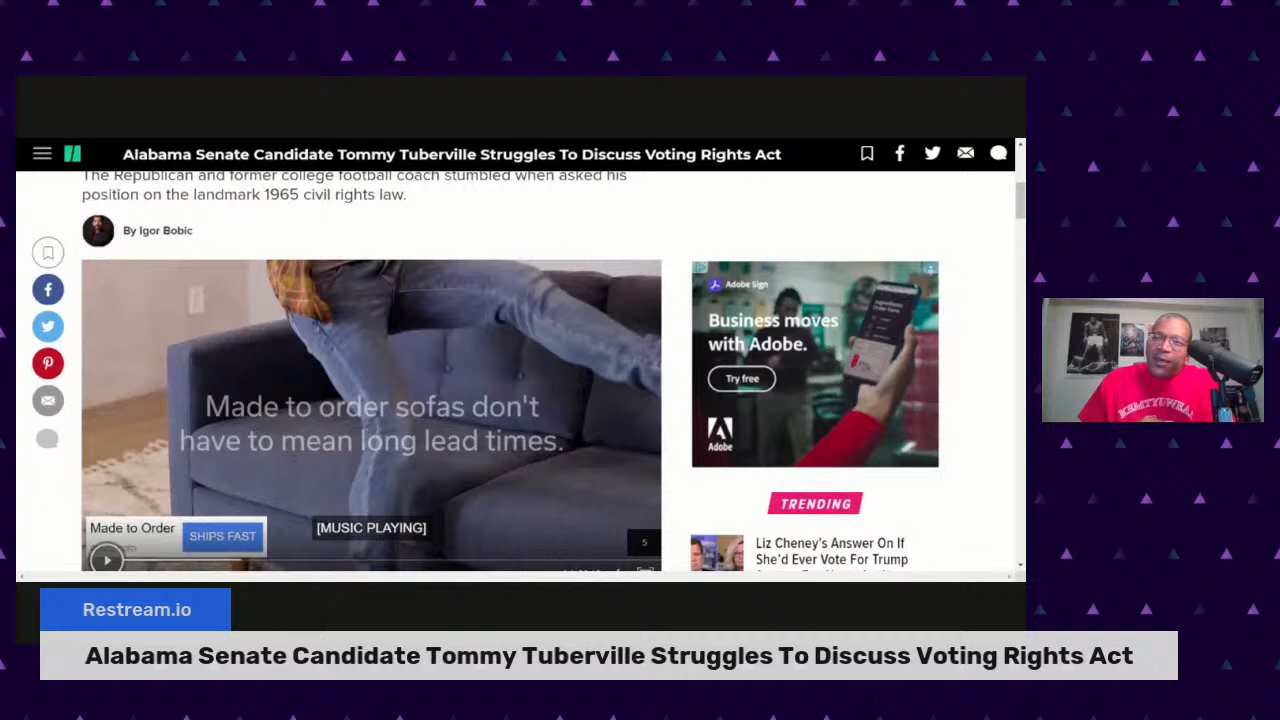 Alabama Senate Candidate Tommy Tuberville Struggles To Discuss Voting Rights Act
The Republican and former college football coach stumbled when asked his
position on the landmark 1965 civil rights law.
By Igor Bobic
Made to order sofas don't
have to mean long lead times.
Made to Order
SHIPS FAST
[MUSIC PLAYING]
5
Adobe Sign
Business moves
with Adobe.
Try free
Adobe
TRENDING
Liz Cheney's Answer On If
She'd Ever Vote For Trump
Restream.io
Alabama Senate Candidate Tommy Tuberville Struggles To Discuss Voting Rights Act